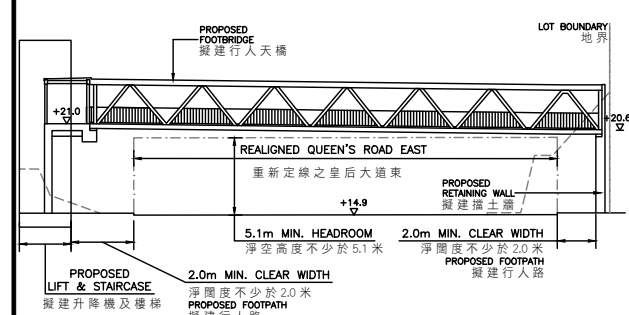 PROPOSED
FOOTBRIDGE
擬建行人天橋
LOT BOUNDARY
地界
+21.0
+20.6
REALIGNED QUEEN'S ROAD EAST
重新定線之皇后大道東
PROPOSED
RETAINING WALL
擬建擋土牆
+14.9
5.1m MIN. HEADROOM
淨空高度不少於 5.1 米
2.0m MIN. CLEAR WIDTH
淨闊度不少於 2.0 米
PROPOSED FOOTPATH
擬建行人路
PROPOSED
LIFT & STAIRCASE
擬建升降機及樓梯
2.0m MIN. CLEAR WIDTH
淨闊度不少於 2.0 米
PROPOSED FOOTPATH
擬建行人路